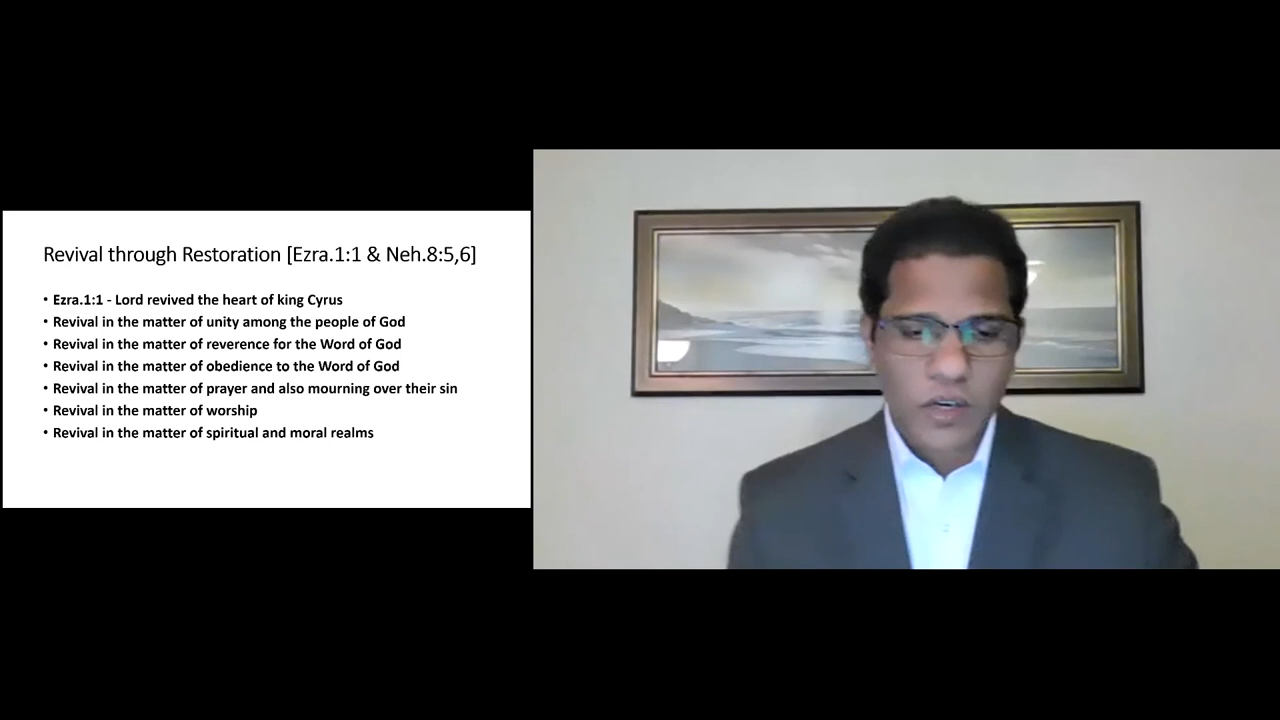 Revival through Restoration [Ezra.1:1 & Neh.8:5,6]
• Ezra.1:1 - Lord revived the heart of king Cyrus
• Revival in the matter of unity among the people of God
• Revival in the matter of reverence for the Word of God
• Revival in the matter of obedience to the Word of God
• Revival in the matter of prayer and also mourning over their sin
• Revival in the matter of worship
• Revival in the matter of spiritual and moral realms